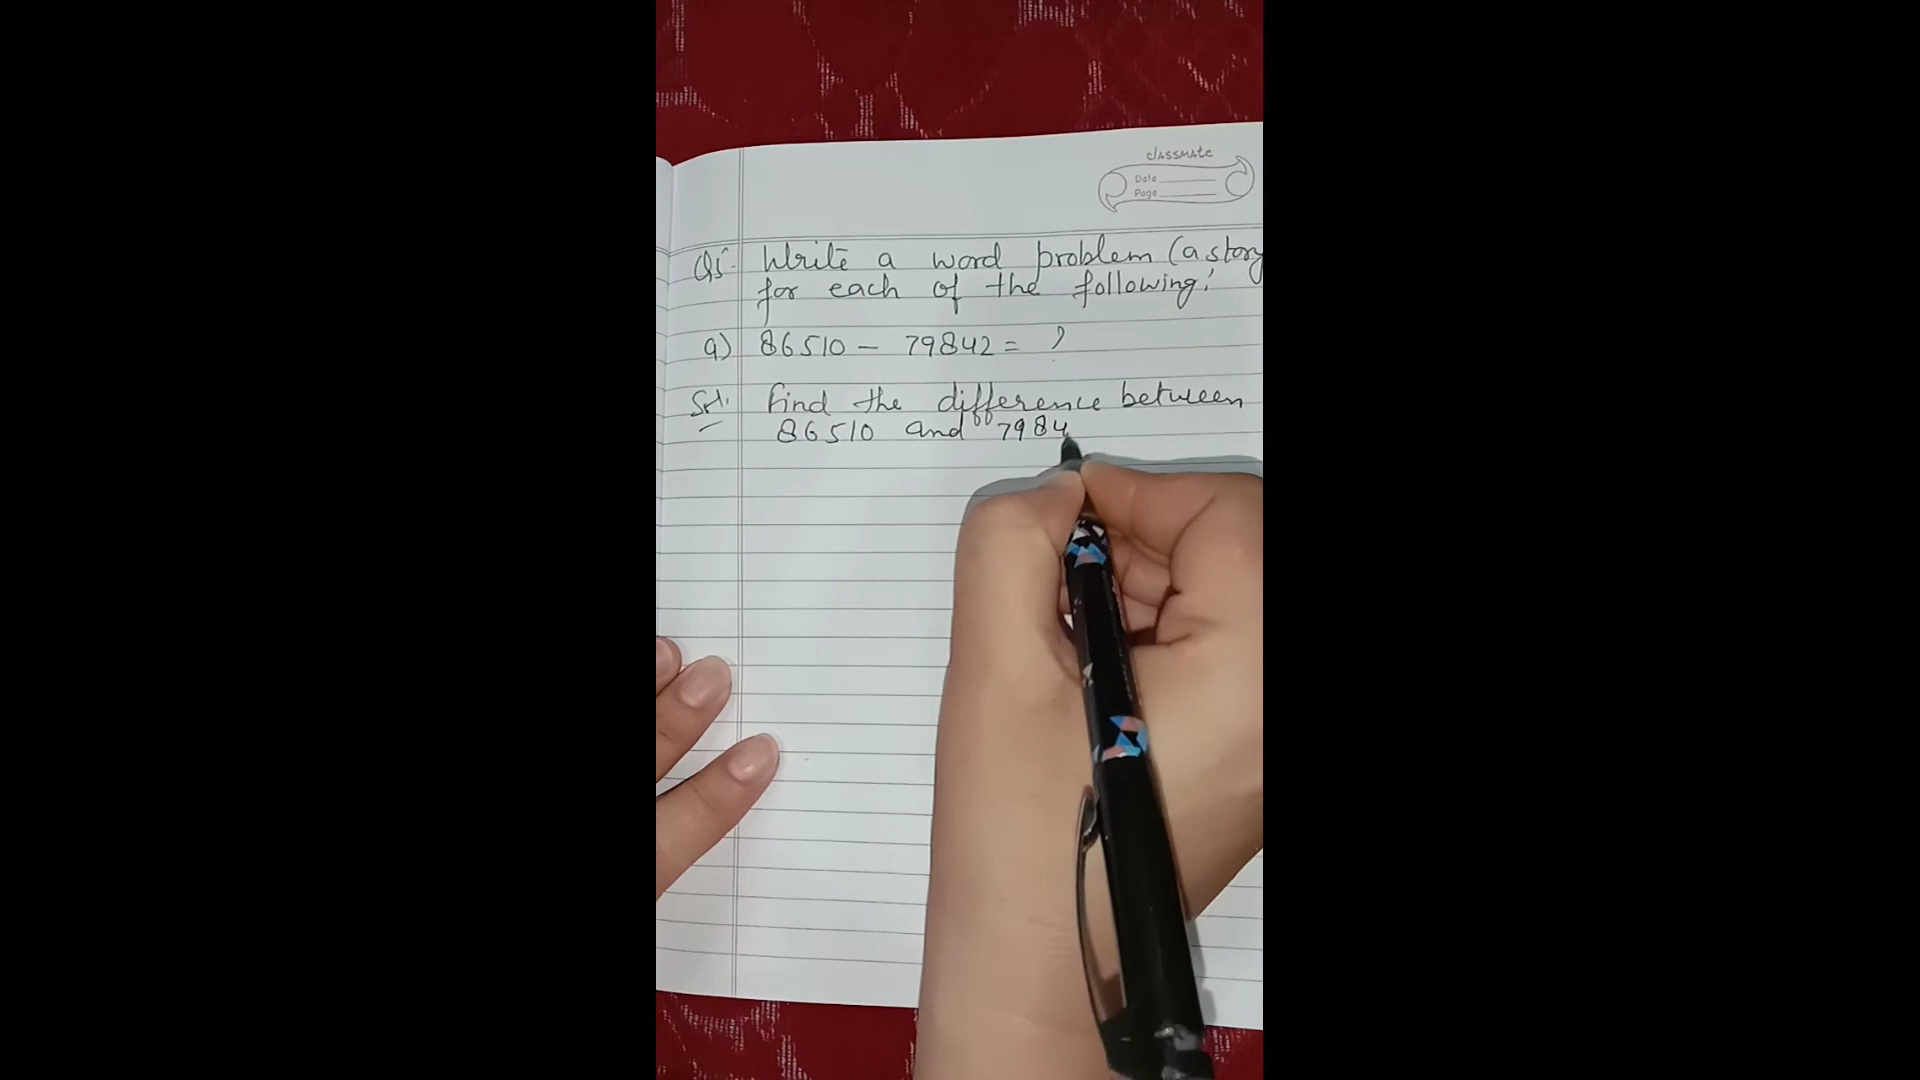 classmate
Date
Page
Q5. Write a word problem (a story
for each of the following:
a) 86510 - 79842 = ?
Sol. Find the difference between
86510 and 7984